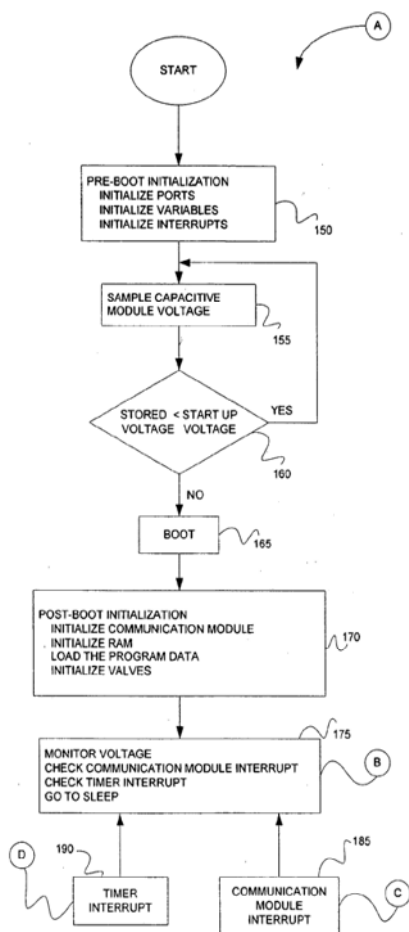 A
START
PRE-BOOT INITIALIZATION
INITIALIZE PORTS
INITIALIZE VARIABLES
INITIALIZE INTERRUPTS
150
SAMPLE CAPACITIVE
MODULE VOLTAGE
155
STORED < START UP
VOLTAGE VOLTAGE
YES
160
NO
BOOT
165
POST-BOOT INITIALIZATION
INITIALIZE COMMUNICATION MODULE
INITIALIZE RAM
LOAD THE PROGRAM DATA
INITIALIZE VALVES
170
175
MONITOR VOLTAGE
CHECK COMMUNICATION MODULE INTERRUPT
CHECK TIMER INTERRUPT
GO TO SLEEP
B
D
190
TIMER
INTERRUPT
185
COMMUNICATION
MODULE
INTERRUPT
C